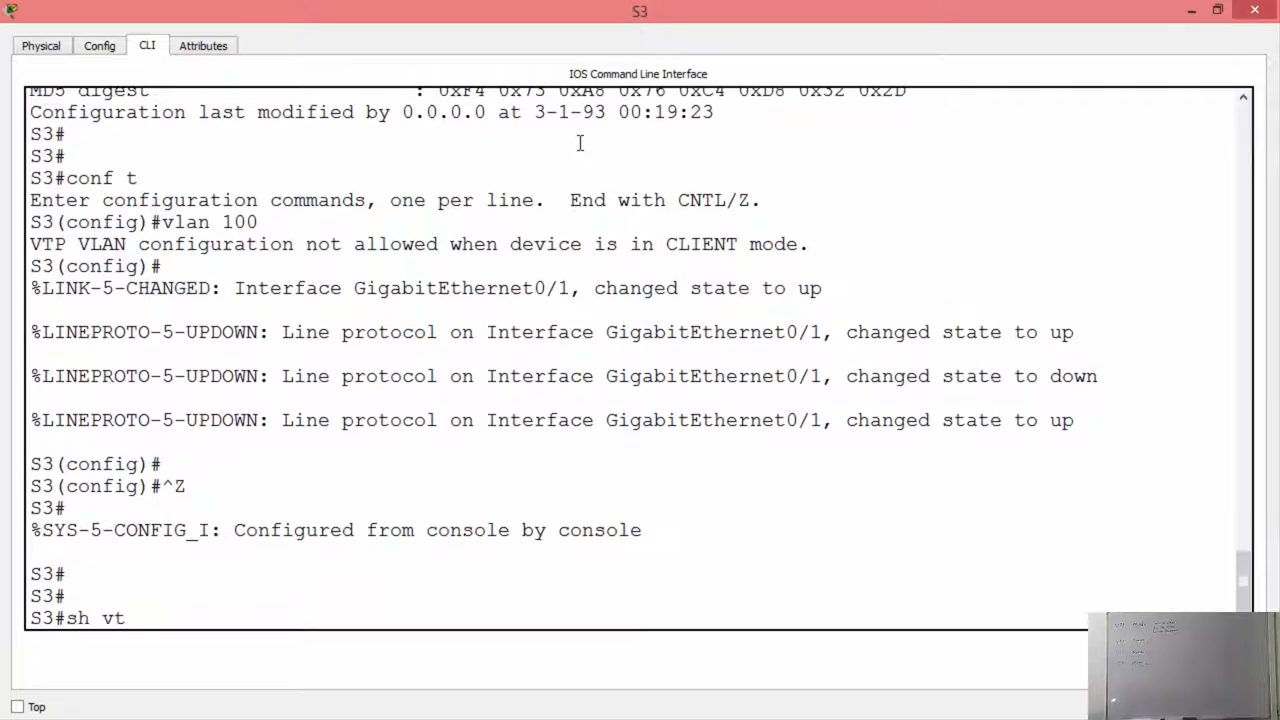 S3
Physical Config CLI Attributes
IOS Command Line Interface
MD5 digest : 0xF4 0x73 0xA8 0x76 0xC4 0xD8 0x32 0x2D
Configuration last modified by 0.0.0.0 at 3-1-93 00:19:23
S3#
S3#
S3#conf t
Enter configuration commands, one per line. End with CNTL/Z.
S3(config)#vlan 100
VTP VLAN configuration not allowed when device is in CLIENT mode.
S3(config)#
%LINK-5-CHANGED: Interface GigabitEthernet0/1, changed state to up
%LINEPROTO-5-UPDOWN: Line protocol on Interface GigabitEthernet0/1, changed state to up
%LINEPROTO-5-UPDOWN: Line protocol on Interface GigabitEthernet0/1, changed state to down
%LINEPROTO-5-UPDOWN: Line protocol on Interface GigabitEthernet0/1, changed state to up
S3(config)#
S3(config)#^Z
S3#
%SYS-5-CONFIG_I: Configured from console by console
S3#
S3#
S3#sh vt
Top